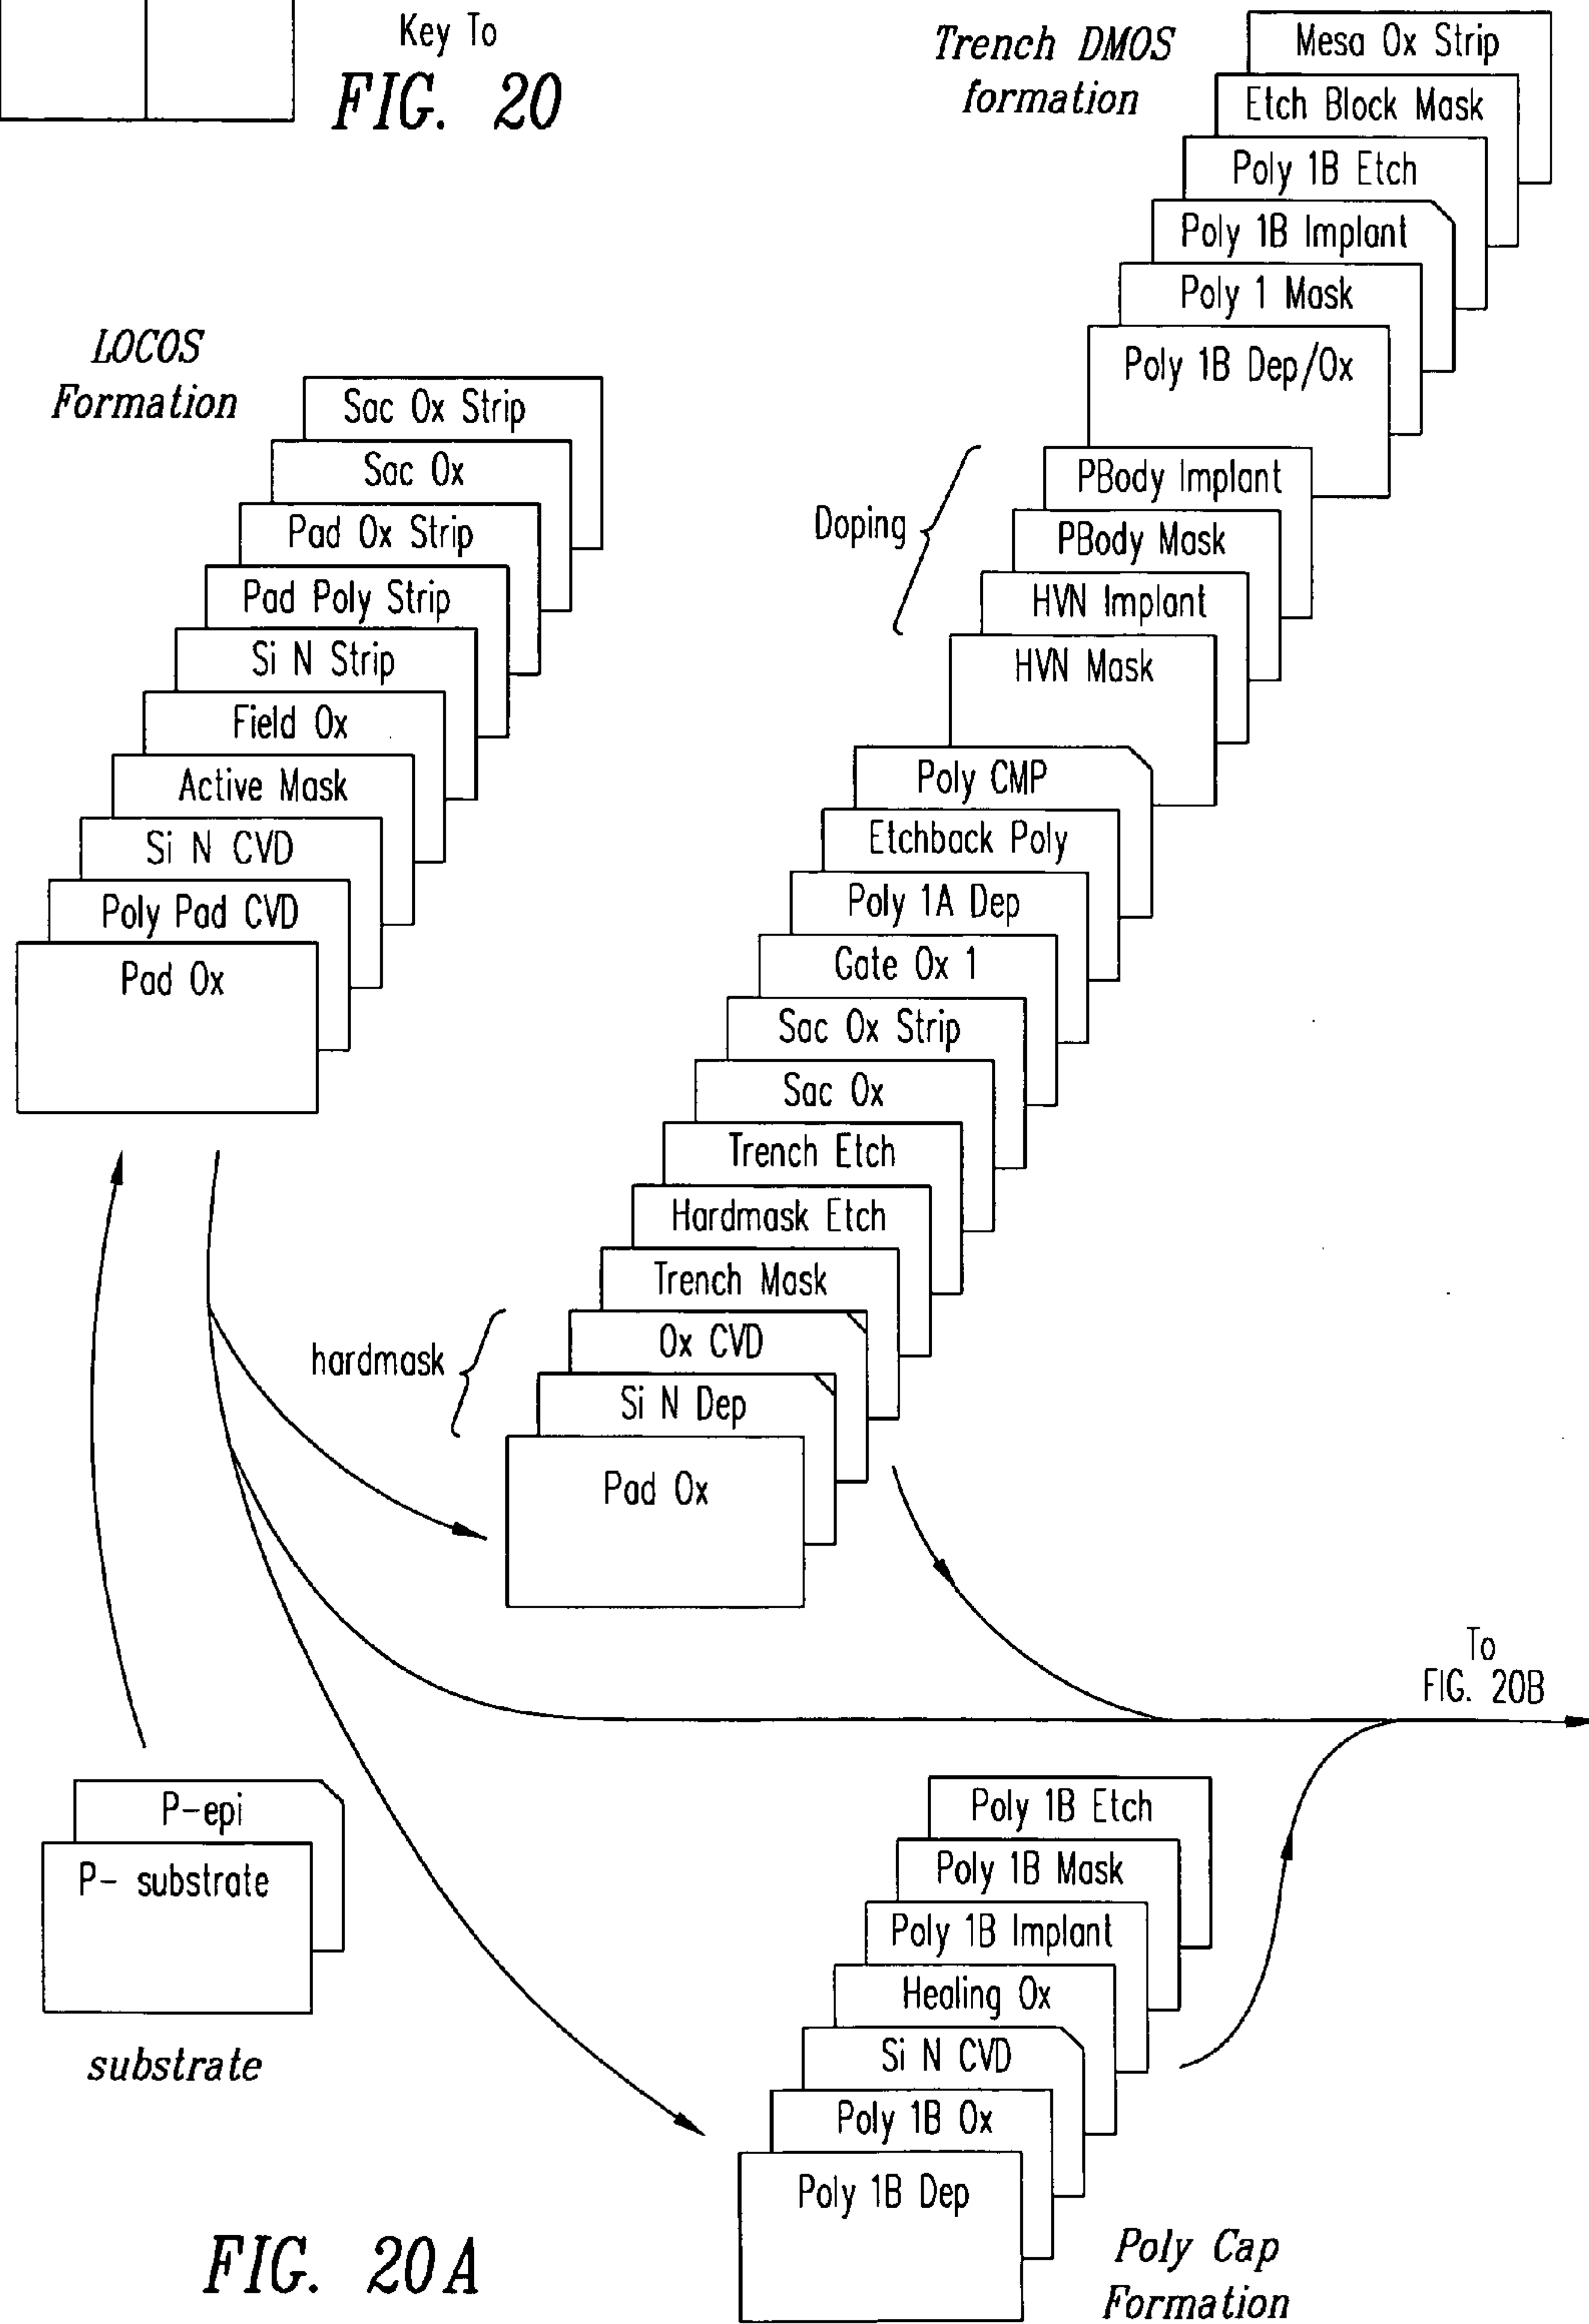 Key To
FIG. 20
Trench DMOS
formation
Mesa Ox Strip
Etch Block Mask
Poly 1B Etch
Poly 1B Implant
Poly 1 Mask
Poly 1B Dep/Ox
Doping
PBody Implant
PBody Mask
HVN Implant
HVN Mask
Poly CMP
Etchback Poly
Poly 1A Dep
Gate Ox 1
Sac Ox Strip
Sac Ox
Trench Etch
Hardmask Etch
Trench Mask
hardmask
Ox CVD
Si N Dep
Pad Ox
LOCOS
Formation
Sac Ox Strip
Sac Ox
Pad Ox Strip
Pad Poly Strip
Si N Strip
Field Ox
Active Mask
Si N CVD
Poly Pad CVD
Pad Ox
To
FIG. 20B
P-epi
P- substrate
substrate
Poly 1B Etch
Poly 1B Mask
Poly 1B Implant
Healing Ox
Si N CVD
Poly 1B Ox
Poly 1B Dep
Poly Cap
Formation
FIG. 20A